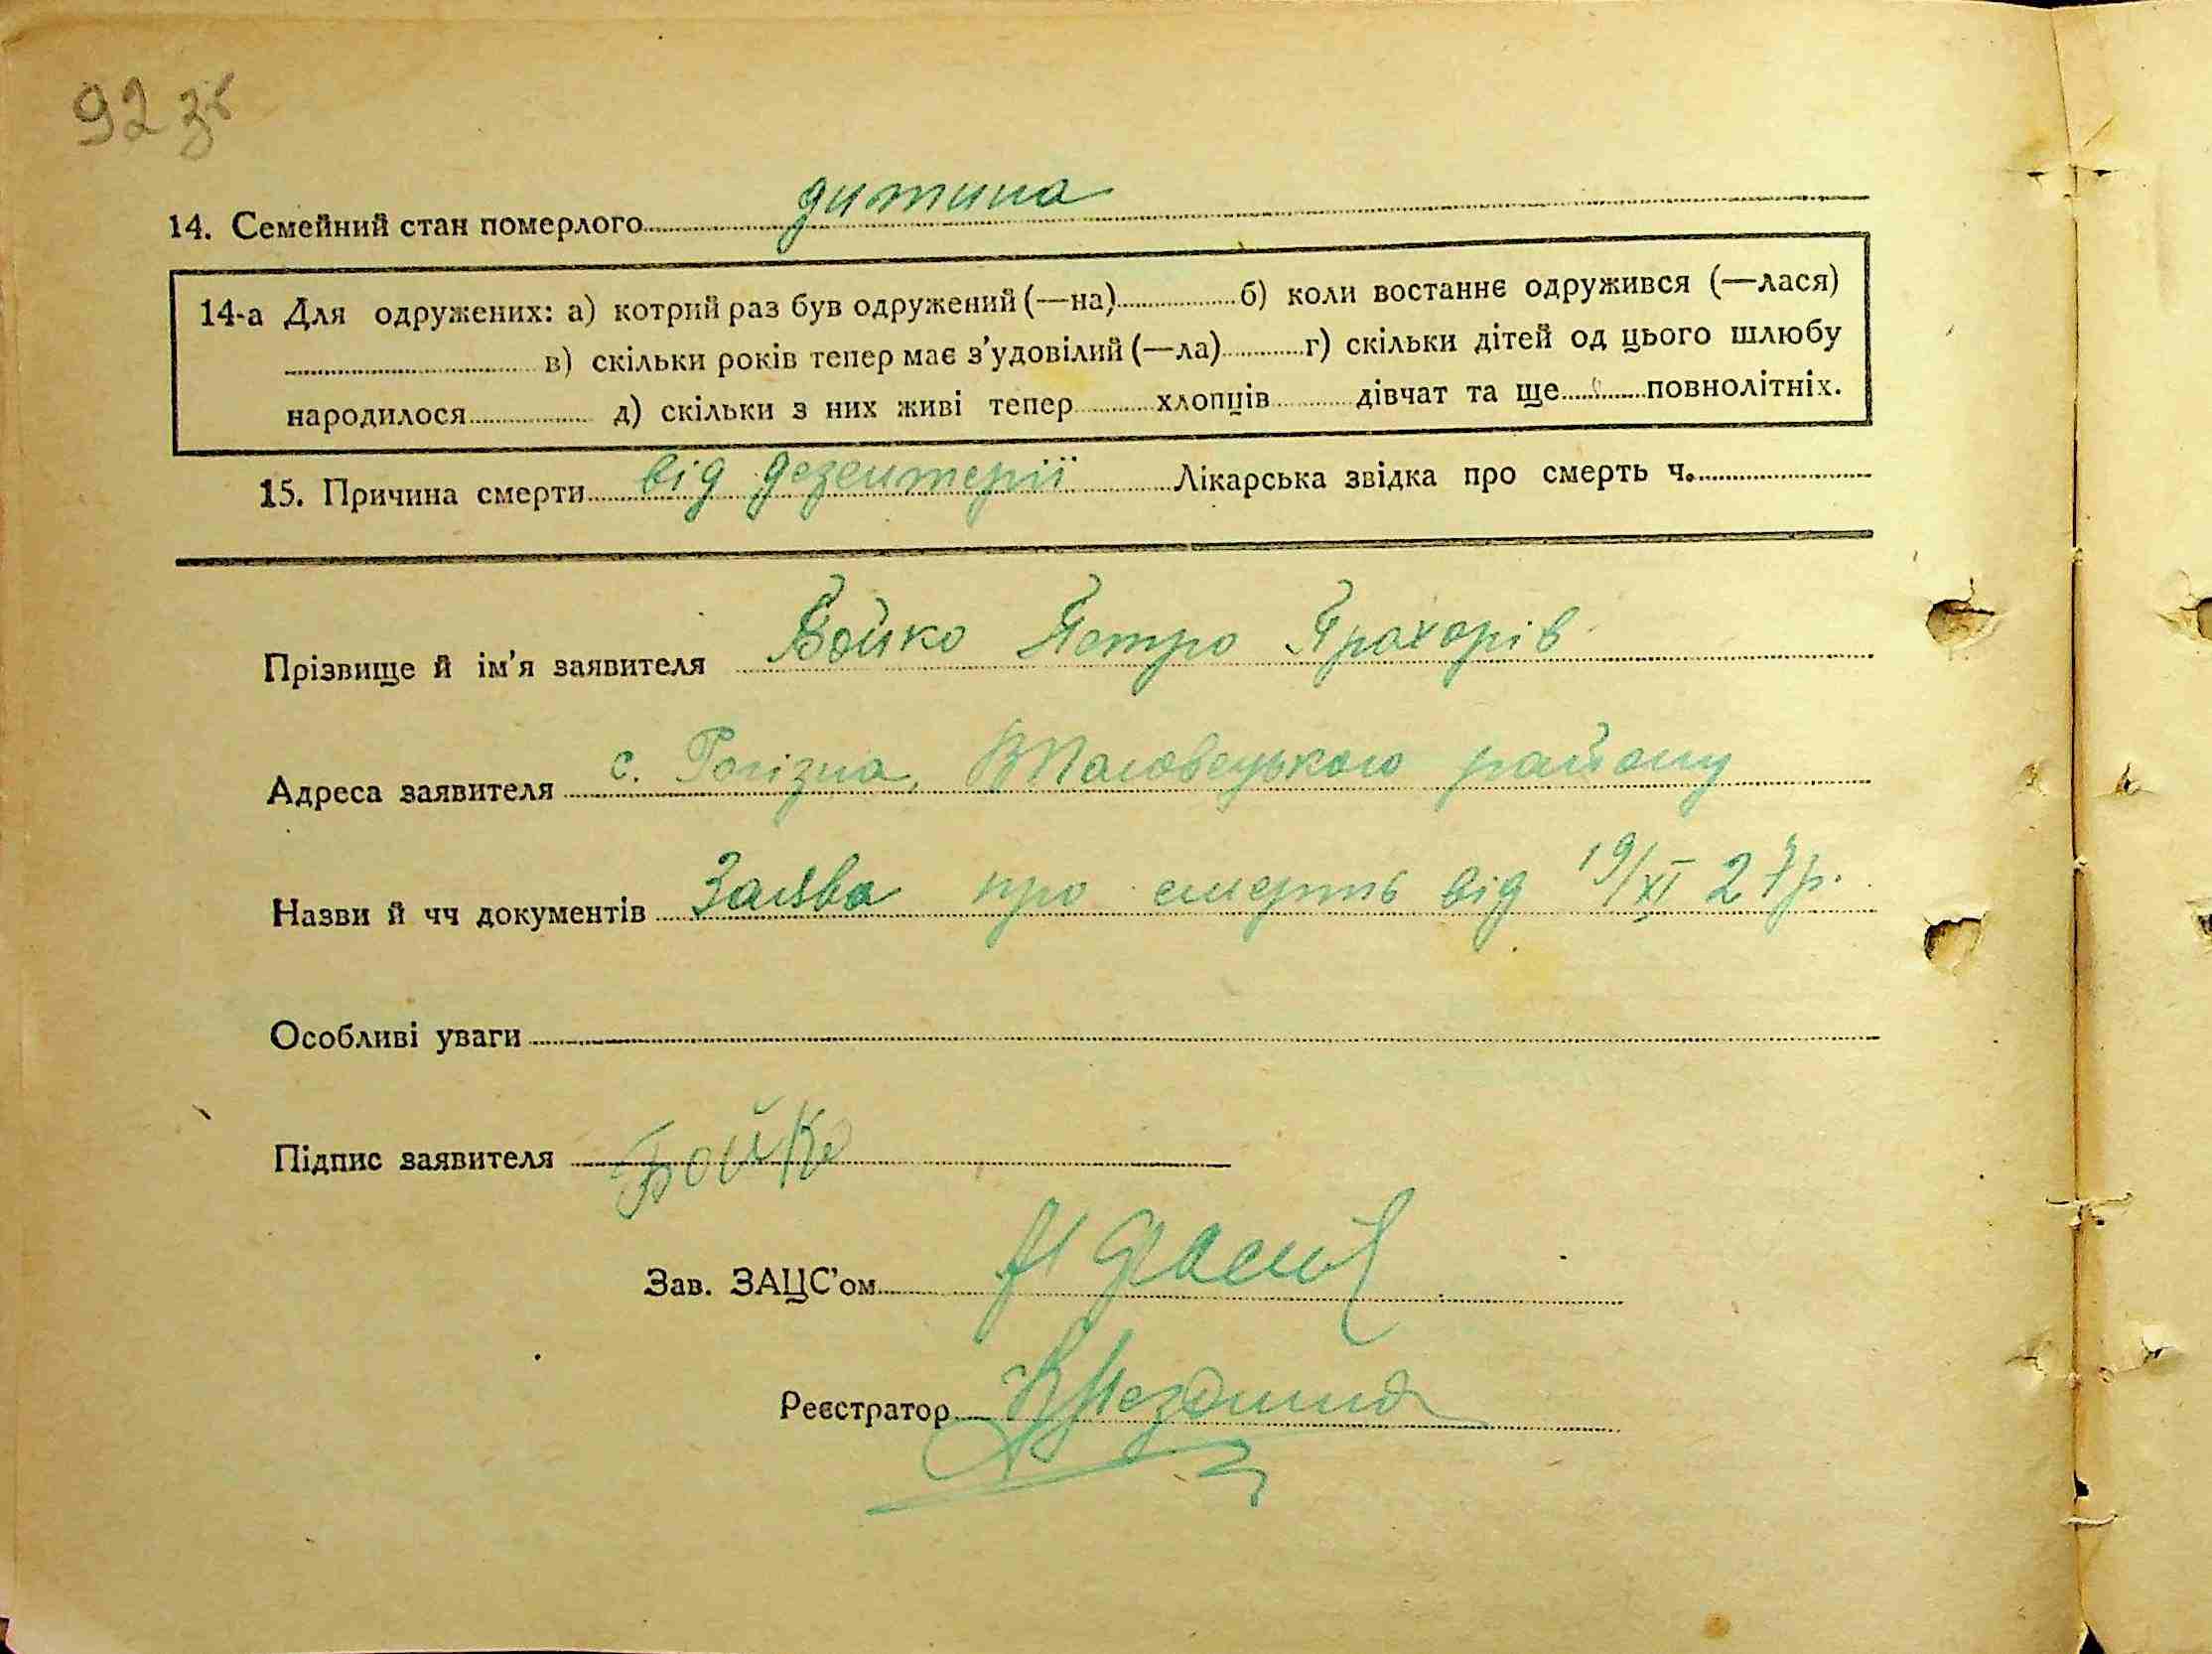 92 зв
14. Семейний стан померлого дитина
14-а Для одружених: а) котрий раз був одружений (—на) б) коли востаннє одружився (—лася)
в) скільки років тепер має з'удовілий (—ла) г) скільки дітей од цього шлюбу
народилося д) скільки з них живі тепер хлопців дівчат та ще повнолітніх.
15. Причина смерти від дезентерії Лікарська звідка про смерть ч.
Прізвище й ім'я заявителя Бойко Петро Прохорів
Адреса заявителя с. Рогізна, району
Назви й чч документів Заява про смерть від 19/XI 27р.
Особливі уваги
Підпис заявителя Бойко
Зав. ЗАЦС'ом
Реєстратор